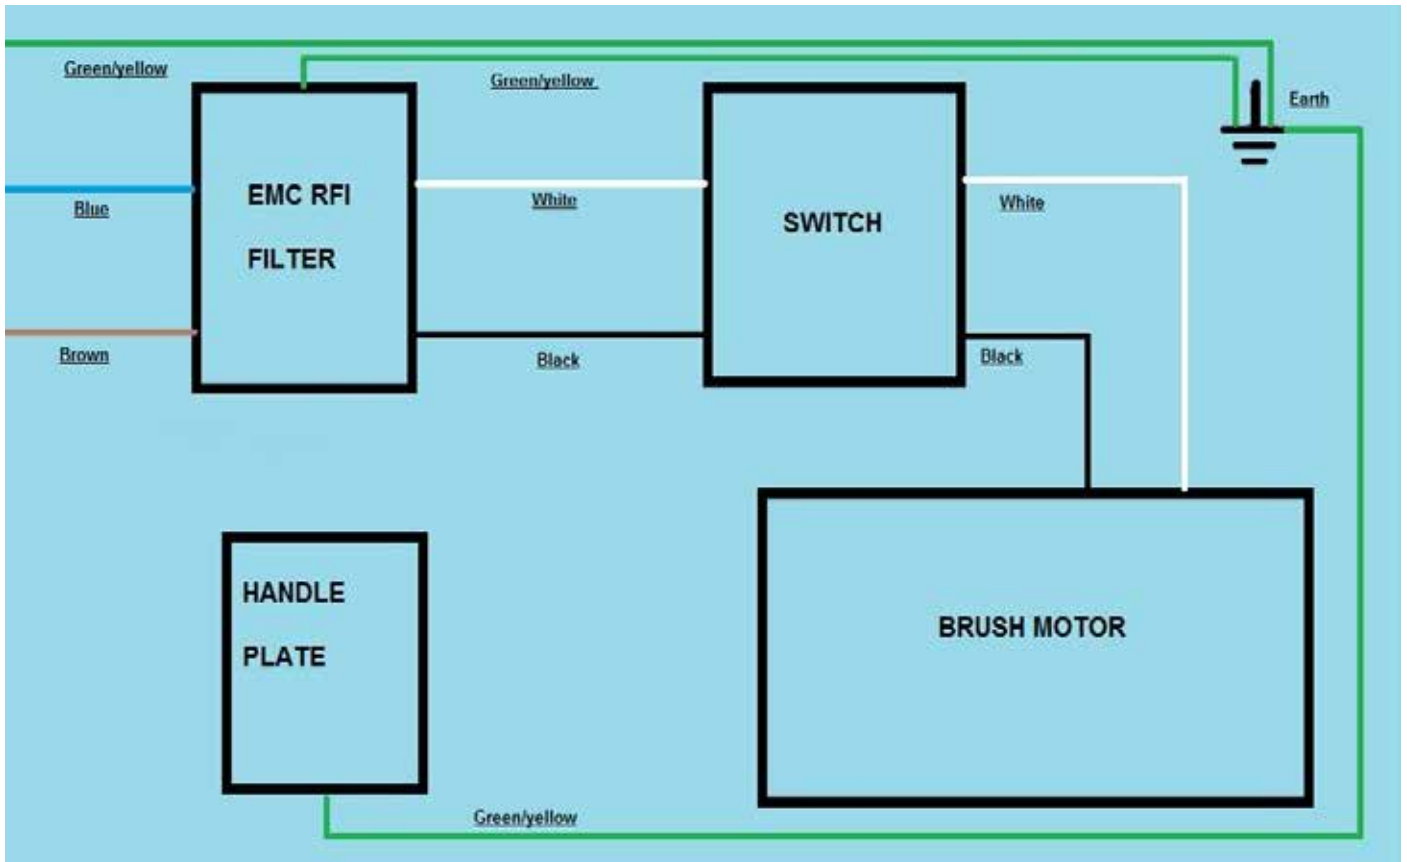 Green/yellow
Green/yellow
Earth
Blue
EMC RFI
FILTER
White
SWITCH
White
Brown
Black
Black
HANDLE
PLATE
BRUSH MOTOR
Green/yellow